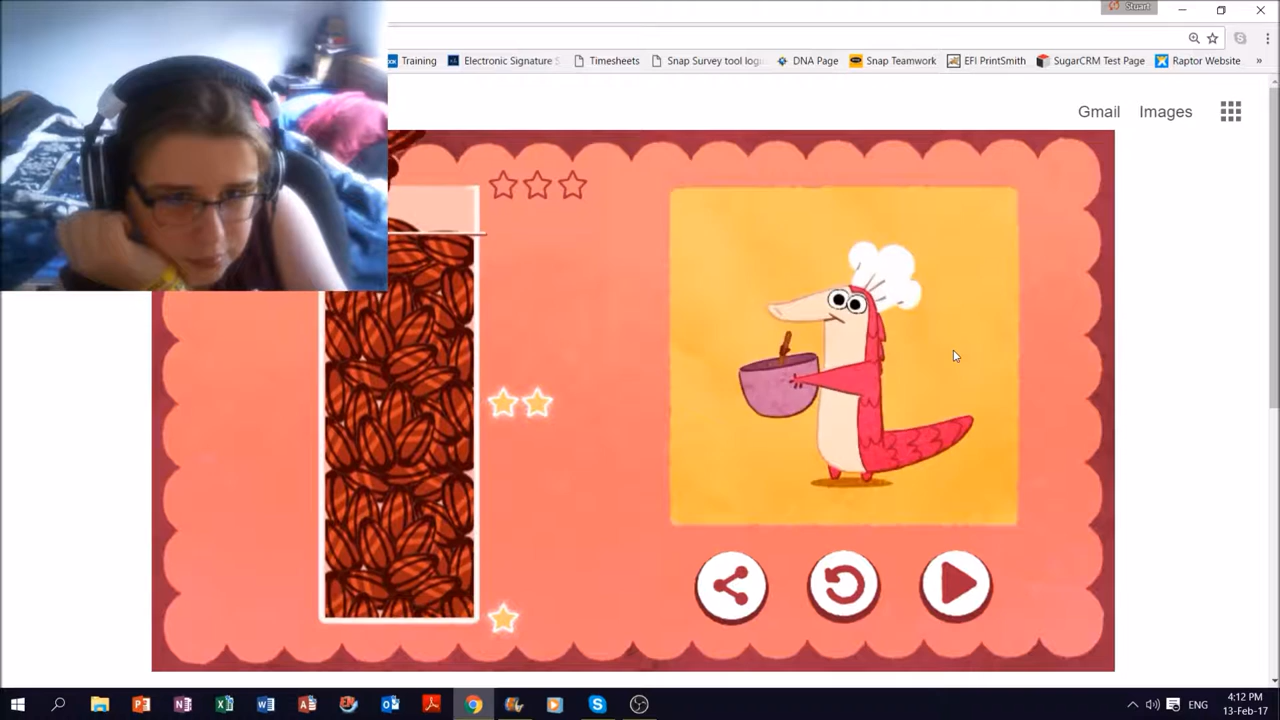 Stuart
Training
Electronic Signature S
Timesheets
Snap Survey tool logi
DNA Page
Snap Teamwork
EFI PrintSmith
SugarCRM Test Page
Raptor Website
»
Gmail Images
ENG
4:12 PM
13-Feb-17